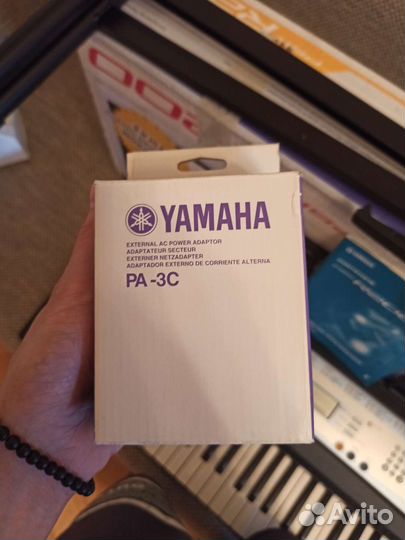 YAMAHA
EXTERNAL AC POWER ADAPTOR
ADAPTATEUR SECTEUR
EXTERNER NETZADAPTER
ADAPTADOR EXTERNO DE CORRIENTE ALTERNA
PA-3C
Avito